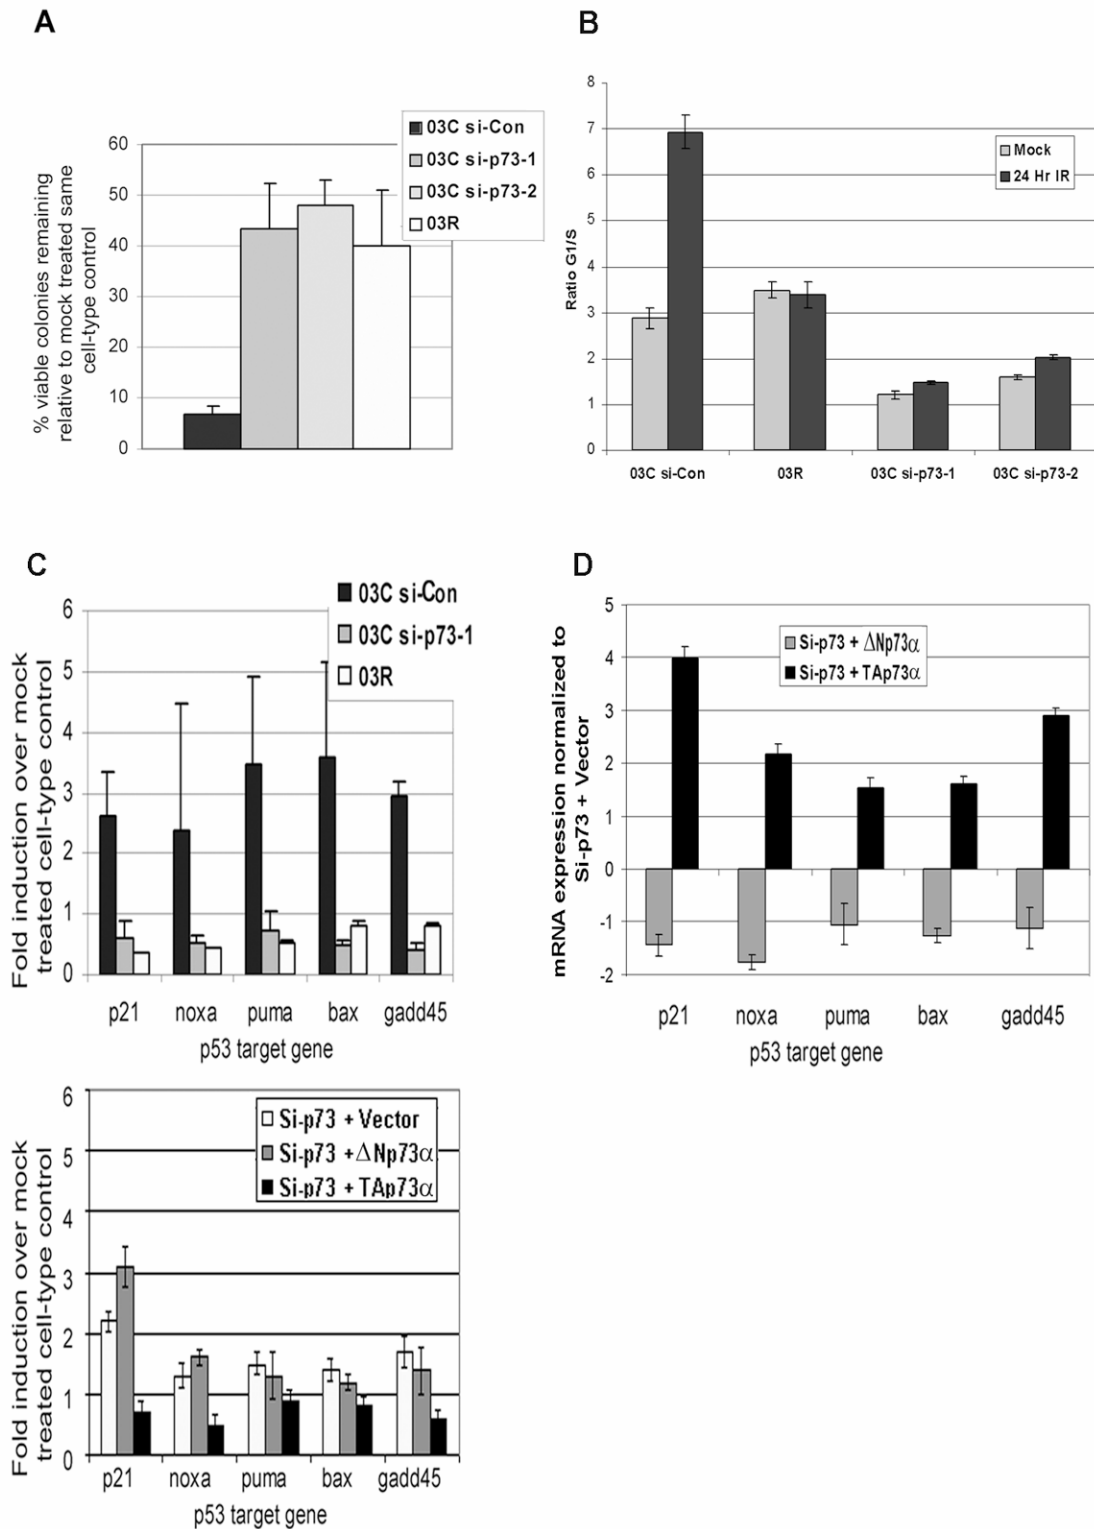 A
% viable colonies remaining
relative to mock treated same
cell-type control
60
50
40
30
20
10
0
03C si-Con
03C si-p73-1
03C si-p73-2
03R
B
Ratio G1/S
8
7
6
5
4
3
2
1
0
Mock
24 Hr IR
03C si-Con
03R
03C si-p73-1
03C si-p73-2
C
Fold induction over mock
treated cell-type control
6
5
4
3
2
1
0
03C si-Con
03C si-p73-1
03R
p21
noxa
puma
bax
gadd45
p53 target gene
D
mRNA expression normalized to
Si-p73 + Vector
5
4
3
2
1
0
-1
-2
Si-p73 + ΔNp73α
Si-p73 + TAp73α
p21
noxa
puma
bax
gadd45
p53 target gene
Fold induction over mock
treated cell-type control
6
5
4
3
2
1
0
Si-p73 + Vector
Si-p73 + ΔNp73α
Si-p73 + TAp73α
p21
noxa
puma
bax
gadd45
p53 target gene